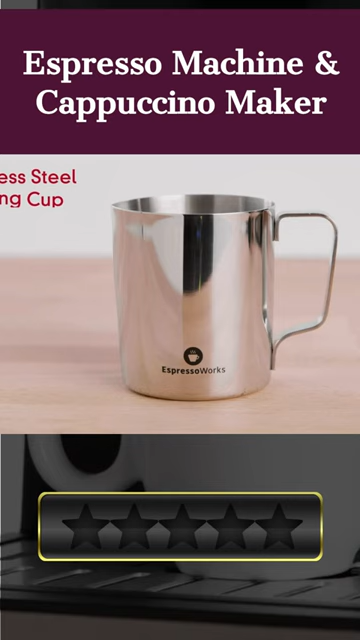 Espresso Machine &
Cappuccino Maker
ess Steel
ng Cup
EspressoWorks